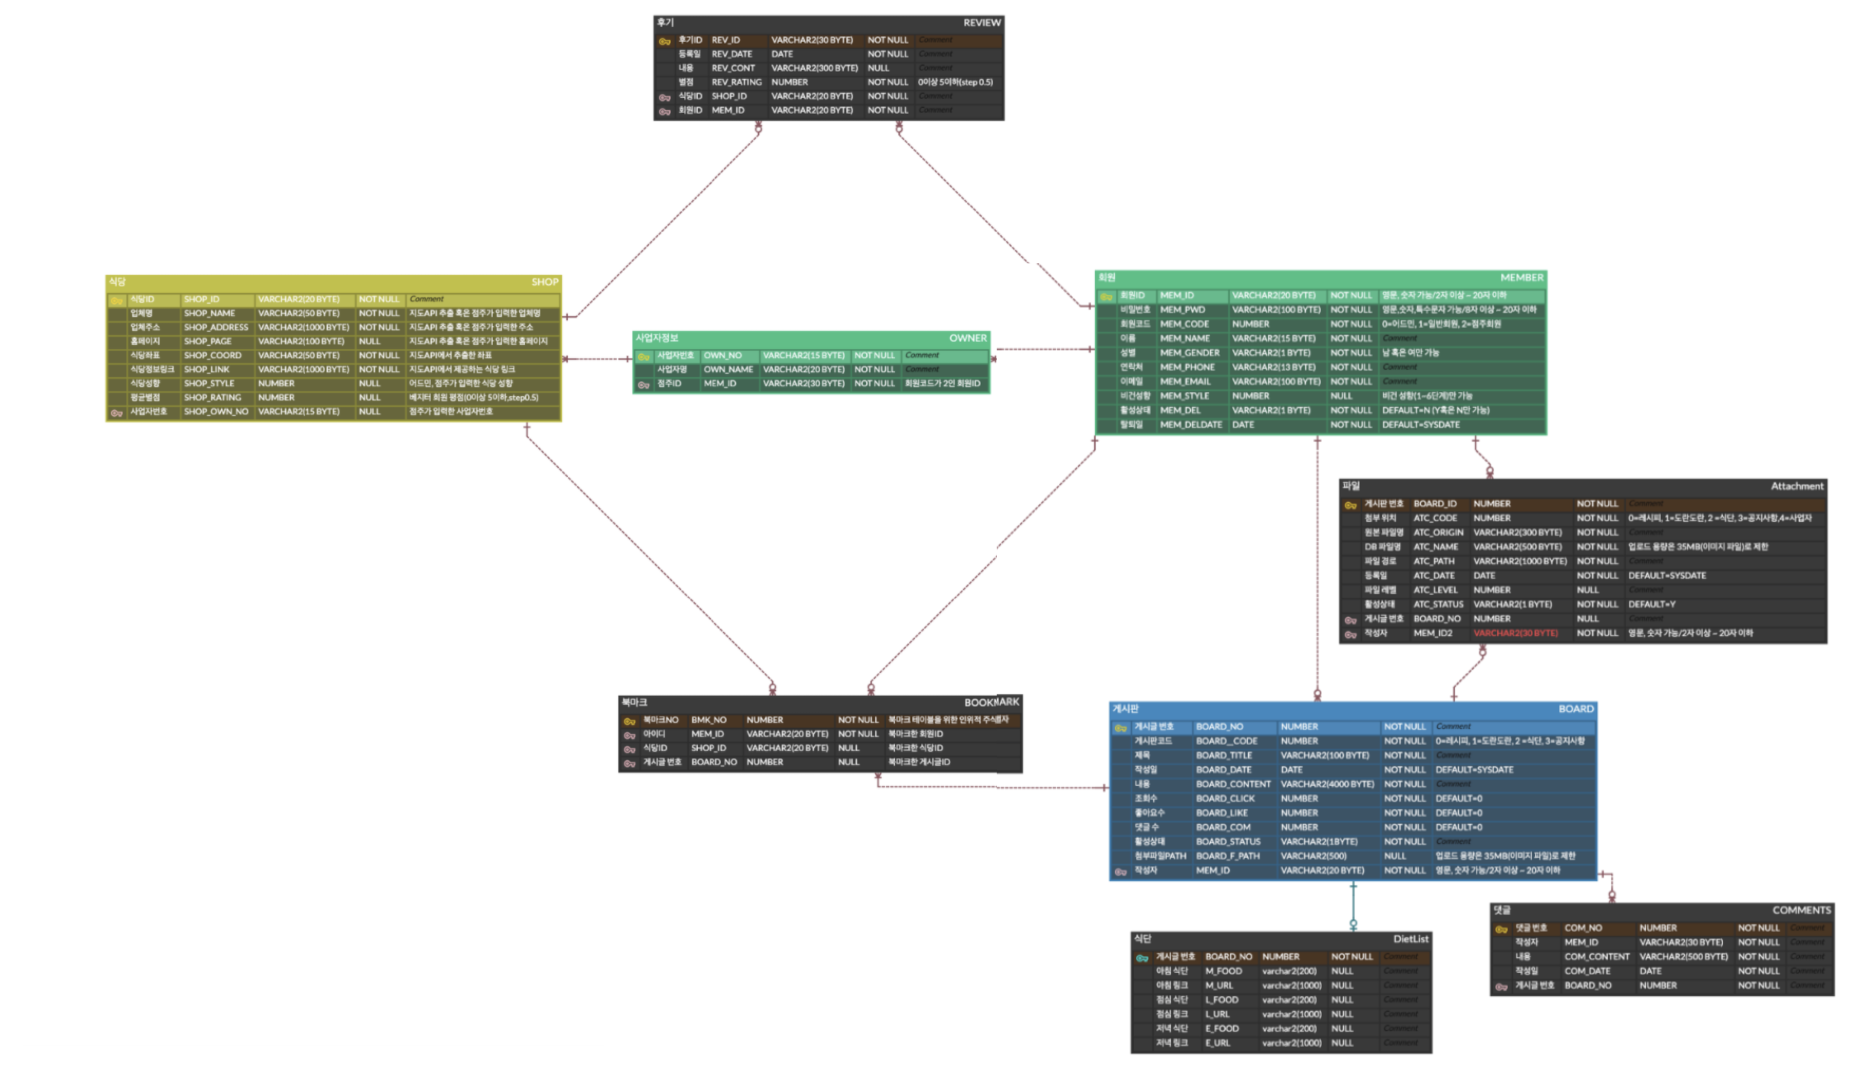 후기 REVIEW
후기ID REV_ID VARCHAR2(30 BYTE) NOT NULL Comment
등록일 REV_DATE DATE NOT NULL Comment
내용 REV_CONT VARCHAR2(300 BYTE) NULL Comment
별점 REV_RATING NUMBER NOT NULL 0이상 5이하(step 0.5)
식당ID SHOP_ID VARCHAR2(20 BYTE) NOT NULL Comment
회원ID MEM_ID VARCHAR2(20 BYTE) NOT NULL Comment
식당 SHOP
식당ID SHOP_ID VARCHAR2(20 BYTE) NOT NULL Comment
업체명 SHOP_NAME VARCHAR2(50 BYTE) NOT NULL 지도API 추출 혹은 점주가 입력한 업체명
업체주소 SHOP_ADDRESS VARCHAR2(1000 BYTE) NOT NULL 지도API 추출 혹은 점주가 입력한 주소
홈페이지 SHOP_PAGE VARCHAR2(100 BYTE) NULL 지도API 추출 혹은 점주가 입력한 홈페이지
식당좌표 SHOP_COORD VARCHAR2(50 BYTE) NOT NULL 지도API에서 추출한 좌표
식당정보링크 SHOP_LINK VARCHAR2(1000 BYTE) NOT NULL 지도API에서 제공하는 식당 링크
식당성향 SHOP_STYLE NUMBER NULL 어드민, 점주가 입력한 식당 성향
평균별점 SHOP_RATING NUMBER NULL 베지터 회원 평점(0이상 5이하,step0.5)
사업자번호 SHOP_OWN_NO VARCHAR2(15 BYTE) NULL 점주가 입력한 사업자번호
사업자정보 OWNER
사업자번호 OWN_NO VARCHAR2(15 BYTE) NOT NULL Comment
사업자명 OWN_NAME VARCHAR2(20 BYTE) NOT NULL Comment
점주ID MEM_ID VARCHAR2(30 BYTE) NOT NULL 회원코드가 2인 회원ID
회원 MEMBER
회원ID MEM_ID VARCHAR2(20 BYTE) NOT NULL 영문, 숫자 가능/2자 이상 ~ 20자 이하
비밀번호 MEM_PWD VARCHAR2(100 BYTE) NOT NULL 영문,숫자,특수문자 가능/8자 이상 ~ 20자 이하
회원코드 MEM_CODE NUMBER NOT NULL 0=어드민, 1=일반회원, 2=점주회원
이름 MEM_NAME VARCHAR2(15 BYTE) NOT NULL Comment
성별 MEM_GENDER VARCHAR2(1 BYTE) NOT NULL 남 혹은 여만 가능
연락처 MEM_PHONE VARCHAR2(13 BYTE) NOT NULL Comment
이메일 MEM_EMAIL VARCHAR2(100 BYTE) NOT NULL Comment
비건성향 MEM_STYLE NUMBER NULL 비건 성향(1~6단계)만 가능
활성상태 MEM_DEL VARCHAR2(1 BYTE) NOT NULL DEFAULT=N (Y혹은 N만 가능)
탈퇴일 MEM_DELDATE DATE NOT NULL DEFAULT=SYSDATE
파일 Attachment
게시판 번호 BOARD_ID NUMBER NOT NULL Comment
첨부 위치 ATC_CODE NUMBER NOT NULL 0=레시피, 1=도란도란, 2 =식단, 3=공지사항,4=사업자
원본 파일명 ATC_ORIGIN VARCHAR2(300 BYTE) NOT NULL Comment
DB 파일명 ATC_NAME VARCHAR2(500 BYTE) NOT NULL 업로드 용량은 35MB(이미지 파일)로 제한
파일 경로 ATC_PATH VARCHAR2(1000 BYTE) NOT NULL Comment
등록일 ATC_DATE DATE NOT NULL DEFAULT=SYSDATE
파일 레벨 ATC_LEVEL NUMBER NULL Comment
활성상태 ATC_STATUS VARCHAR2(1 BYTE) NOT NULL DEFAULT=Y
게시글 번호 BOARD_NO NUMBER NULL Comment
작성자 MEM_ID2 VARCHAR2(30 BYTE) NOT NULL 영문, 숫자 가능/2자 이상 ~ 20자 이하
북마크 BOOKMARK
북마크NO BMK_NO NUMBER NOT NULL 북마크 테이블을 위한 인위적 주식별자
아이디 MEM_ID VARCHAR2(20 BYTE) NOT NULL 북마크한 회원ID
식당ID SHOP_ID VARCHAR2(20 BYTE) NULL 북마크한 식당ID
게시글 번호 BOARD_NO NUMBER NULL 북마크한 게시글ID
게시판 BOARD
게시글 번호 BOARD_NO NUMBER NOT NULL Comment
게시판코드 BOARD_CODE NUMBER NOT NULL 0=레시피, 1=도란도란, 2 =식단, 3=공지사항
제목 BOARD_TITLE VARCHAR2(100 BYTE) NOT NULL Comment
작성일 BOARD_DATE DATE NOT NULL DEFAULT=SYSDATE
내용 BOARD_CONTENT VARCHAR2(4000 BYTE) NOT NULL Comment
조회수 BOARD_CLICK NUMBER NOT NULL DEFAULT=0
좋아요수 BOARD_LIKE NUMBER NOT NULL DEFAULT=0
댓글 수 BOARD_COM NUMBER NOT NULL DEFAULT=0
활성상태 BOARD_STATUS VARCHAR2(1BYTE) NOT NULL Comment
첨부파일PATH BOARD_F_PATH VARCHAR2(500) NULL 업로드 용량은 35MB(이미지 파일)로 제한
작성자 MEM_ID VARCHAR2(20 BYTE) NOT NULL 영문, 숫자 가능/2자 이상 ~ 20자 이하
댓글 COMMENTS
댓글 번호 COM_NO NUMBER NOT NULL Comment
작성자 MEM_ID VARCHAR2(30 BYTE) NOT NULL Comment
내용 COM_CONTENT VARCHAR2(500 BYTE) NOT NULL Comment
작성일 COM_DATE DATE NOT NULL Comment
게시글 번호 BOARD_NO NUMBER NOT NULL Comment
식단 DietList
게시글 번호 BOARD_NO NUMBER NOT NULL Comment
아침 식단 M_FOOD varchar2(200) NULL Comment
아침 링크 M_URL varchar2(1000) NULL Comment
점심 식단 L_FOOD varchar2(200) NULL Comment
점심 링크 L_URL varchar2(1000) NULL Comment
저녁 식단 E_FOOD varchar2(200) NULL Comment
저녁 링크 E_URL varchar2(1000) NULL Comment